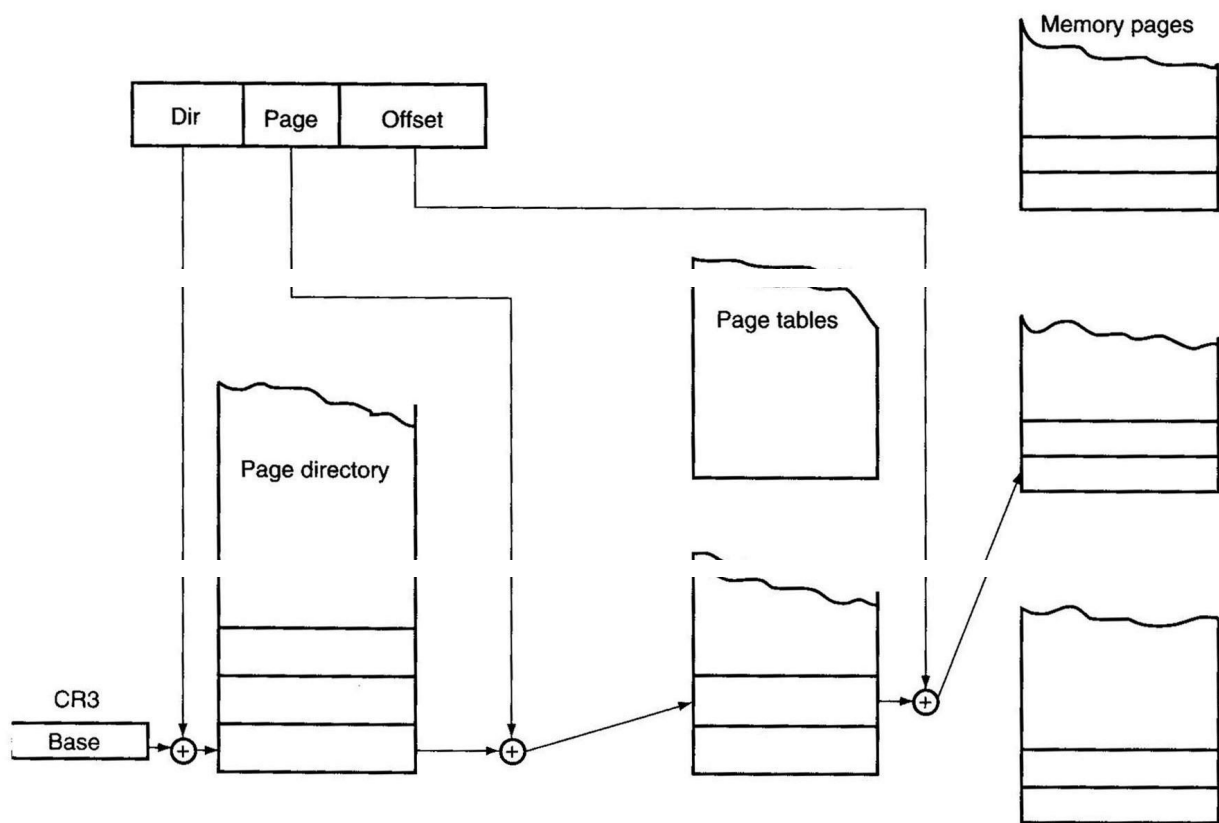 Memory pages
Dir Page Offset
Page tables
Page directory
CR3
Base